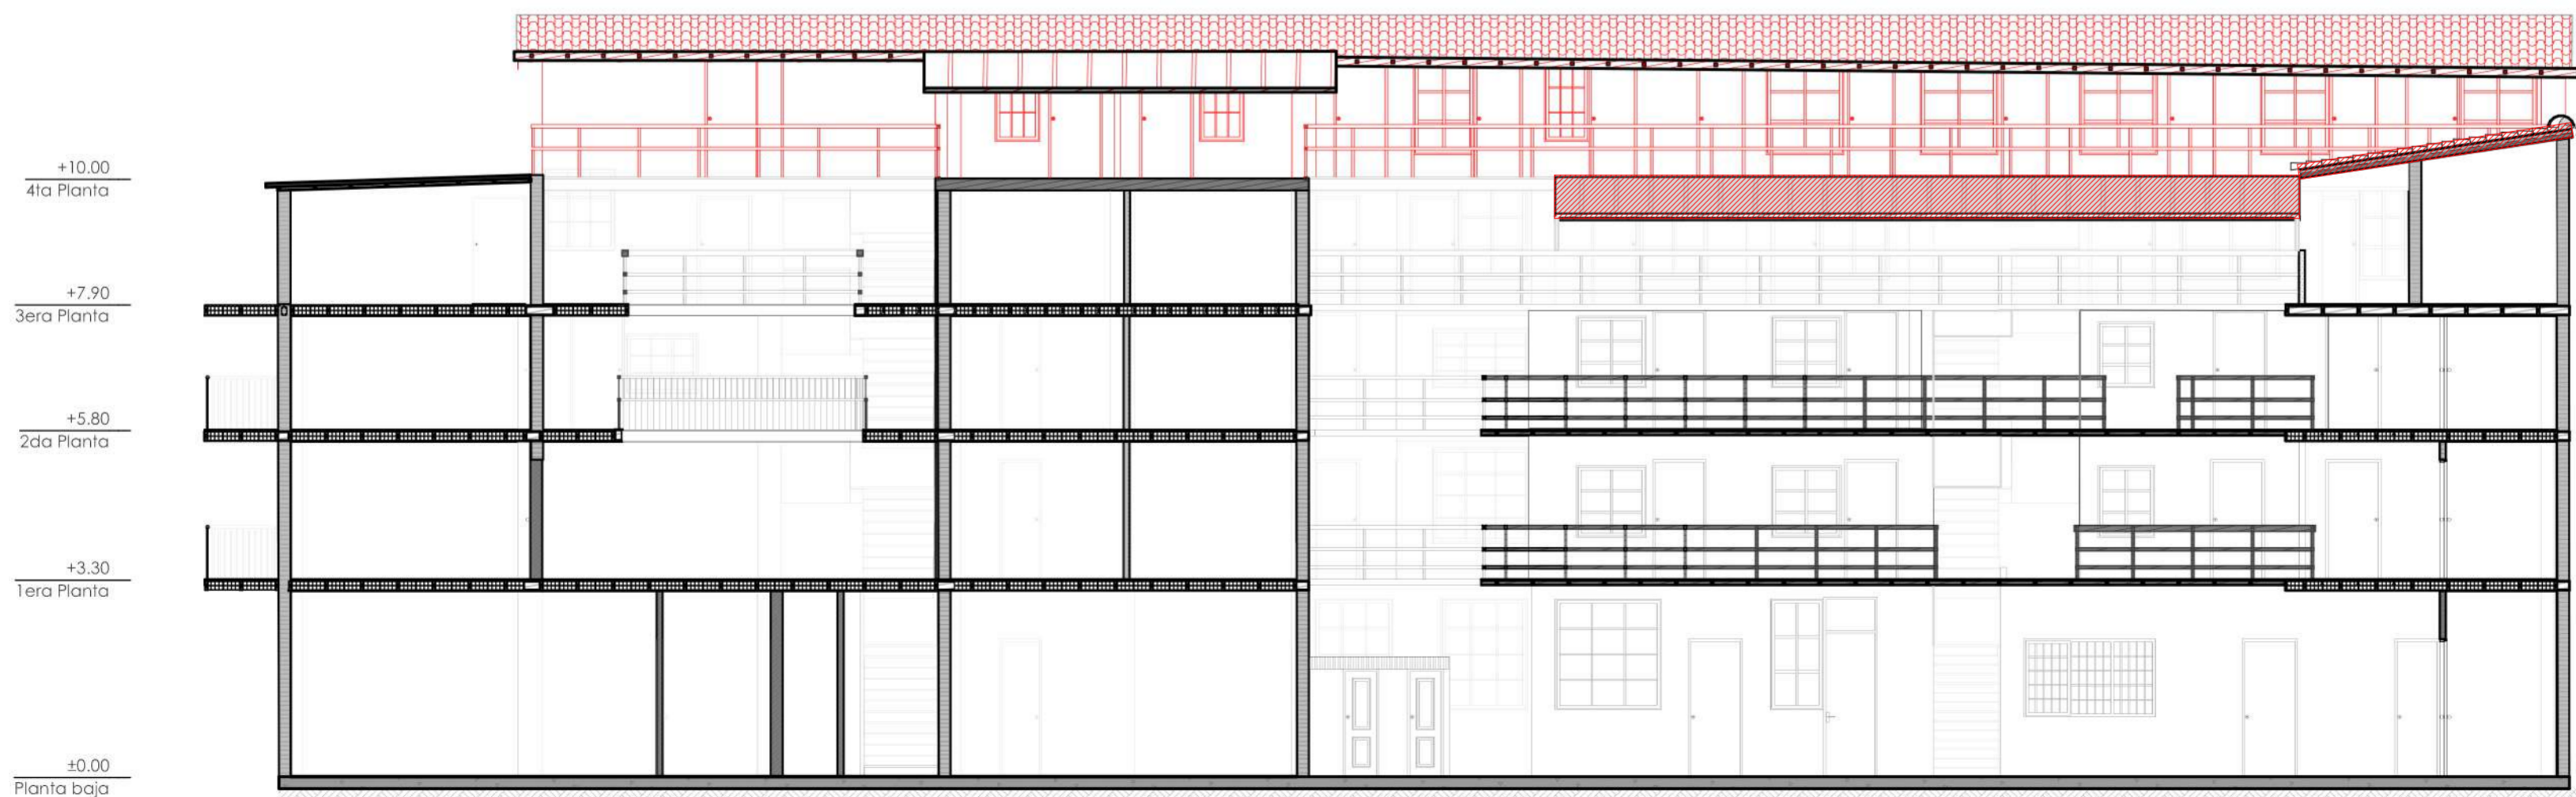 +10.00
4ta Planta
+7.90
3era Planta
+5.80
2da Planta
+3.30
1era Planta
±0.00
Planta baja